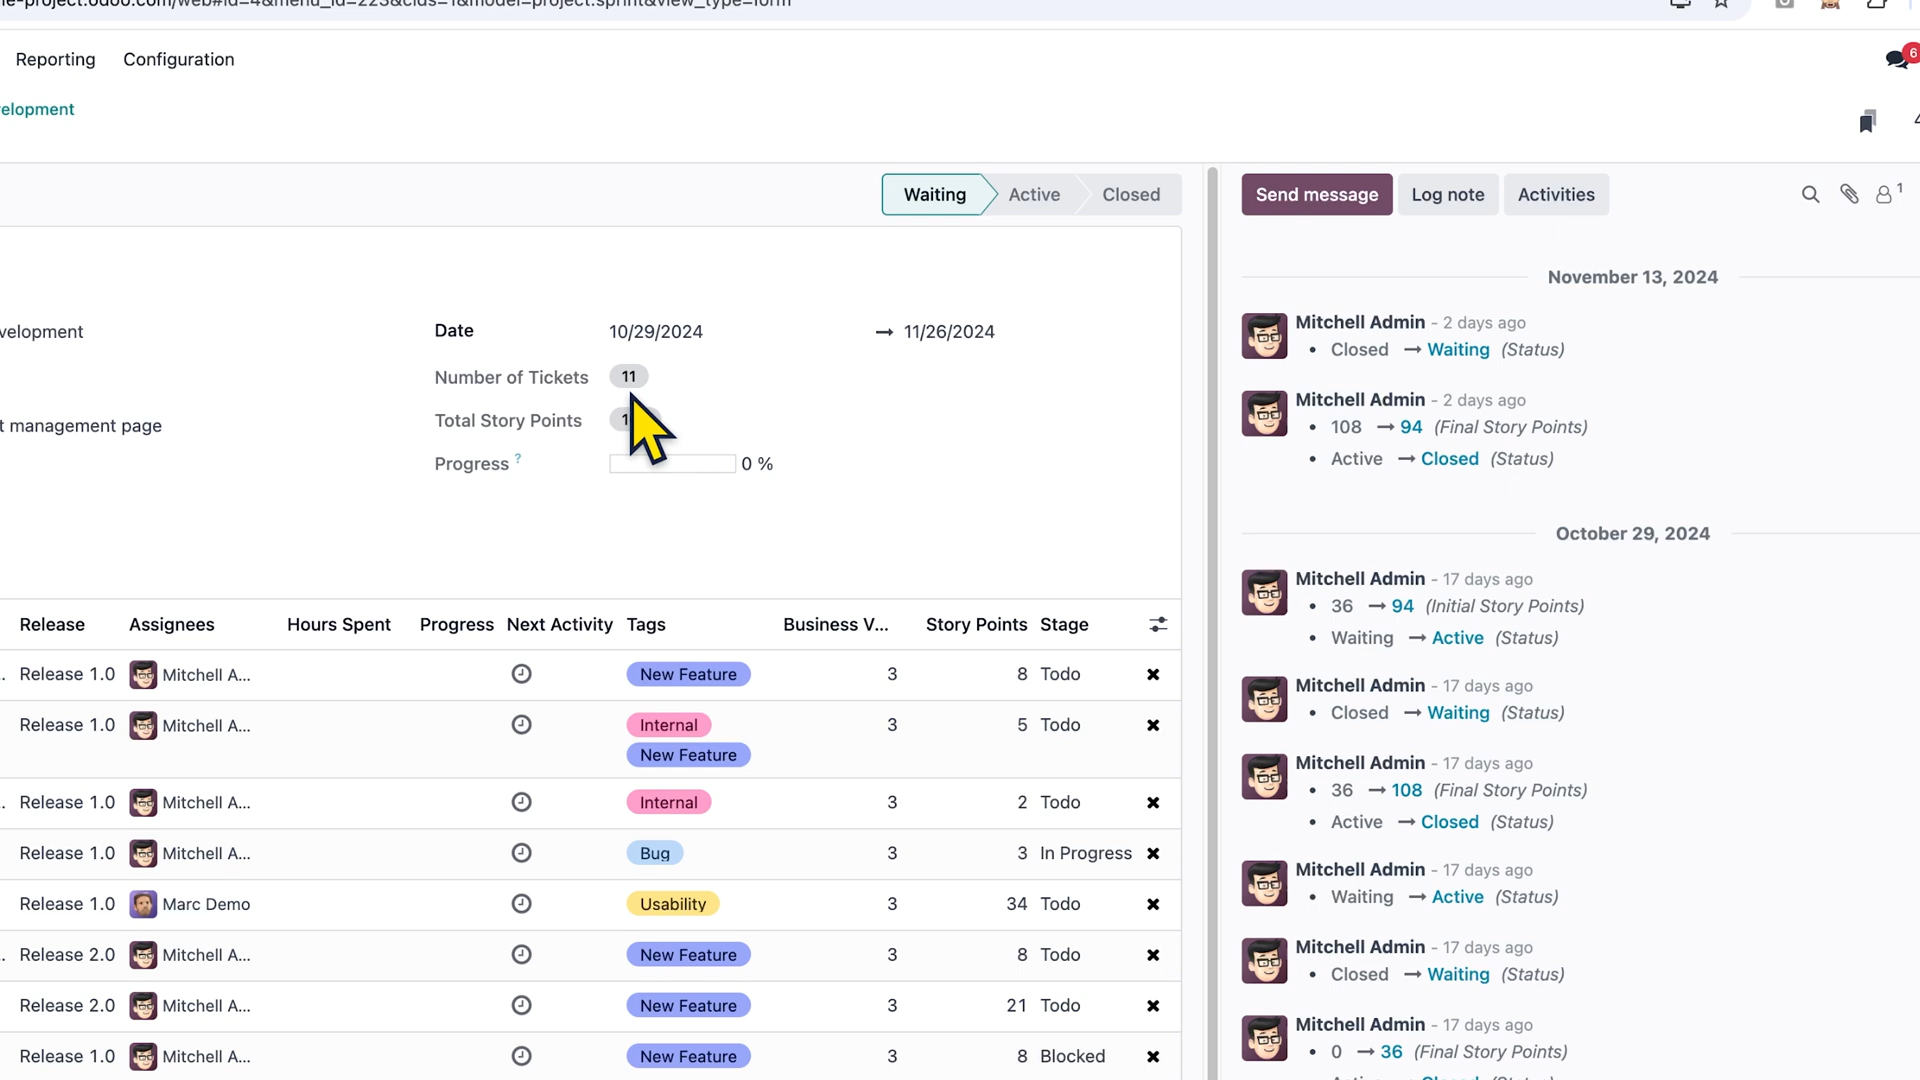 e-project.odoo.com/web#id=4&menu_id=223&cids=1&model=project.sprint&view_type=form
Reporting Configuration
6
elopment
Waiting Active Closed
Send message Log note Activities
1
velopment
Date 10/29/2024 → 11/26/2024
Number of Tickets 11
t management page
Total Story Points
Progress ? 0 %
Release Assignees Hours Spent Progress Next Activity Tags Business V... Story Points Stage
Release 1.0 Mitchell A... New Feature 3 8 Todo
Release 1.0 Mitchell A... Internal 3 5 Todo
New Feature
Release 1.0 Mitchell A... Internal 3 2 Todo
Release 1.0 Mitchell A... Bug 3 3 In Progress
Release 1.0 Marc Demo Usability 3 34 Todo
Release 2.0 Mitchell A... New Feature 3 8 Todo
Release 2.0 Mitchell A... New Feature 3 21 Todo
Release 1.0 Mitchell A... New Feature 3 8 Blocked
November 13, 2024
Mitchell Admin - 2 days ago
• Closed → Waiting (Status)
Mitchell Admin - 2 days ago
• 108 → 94 (Final Story Points)
• Active → Closed (Status)
October 29, 2024
Mitchell Admin - 17 days ago
• 36 → 94 (Initial Story Points)
• Waiting → Active (Status)
Mitchell Admin - 17 days ago
• Closed → Waiting (Status)
Mitchell Admin - 17 days ago
• 36 → 108 (Final Story Points)
• Active → Closed (Status)
Mitchell Admin - 17 days ago
• Waiting → Active (Status)
Mitchell Admin - 17 days ago
• Closed → Waiting (Status)
Mitchell Admin - 17 days ago
• 0 → 36 (Final Story Points)